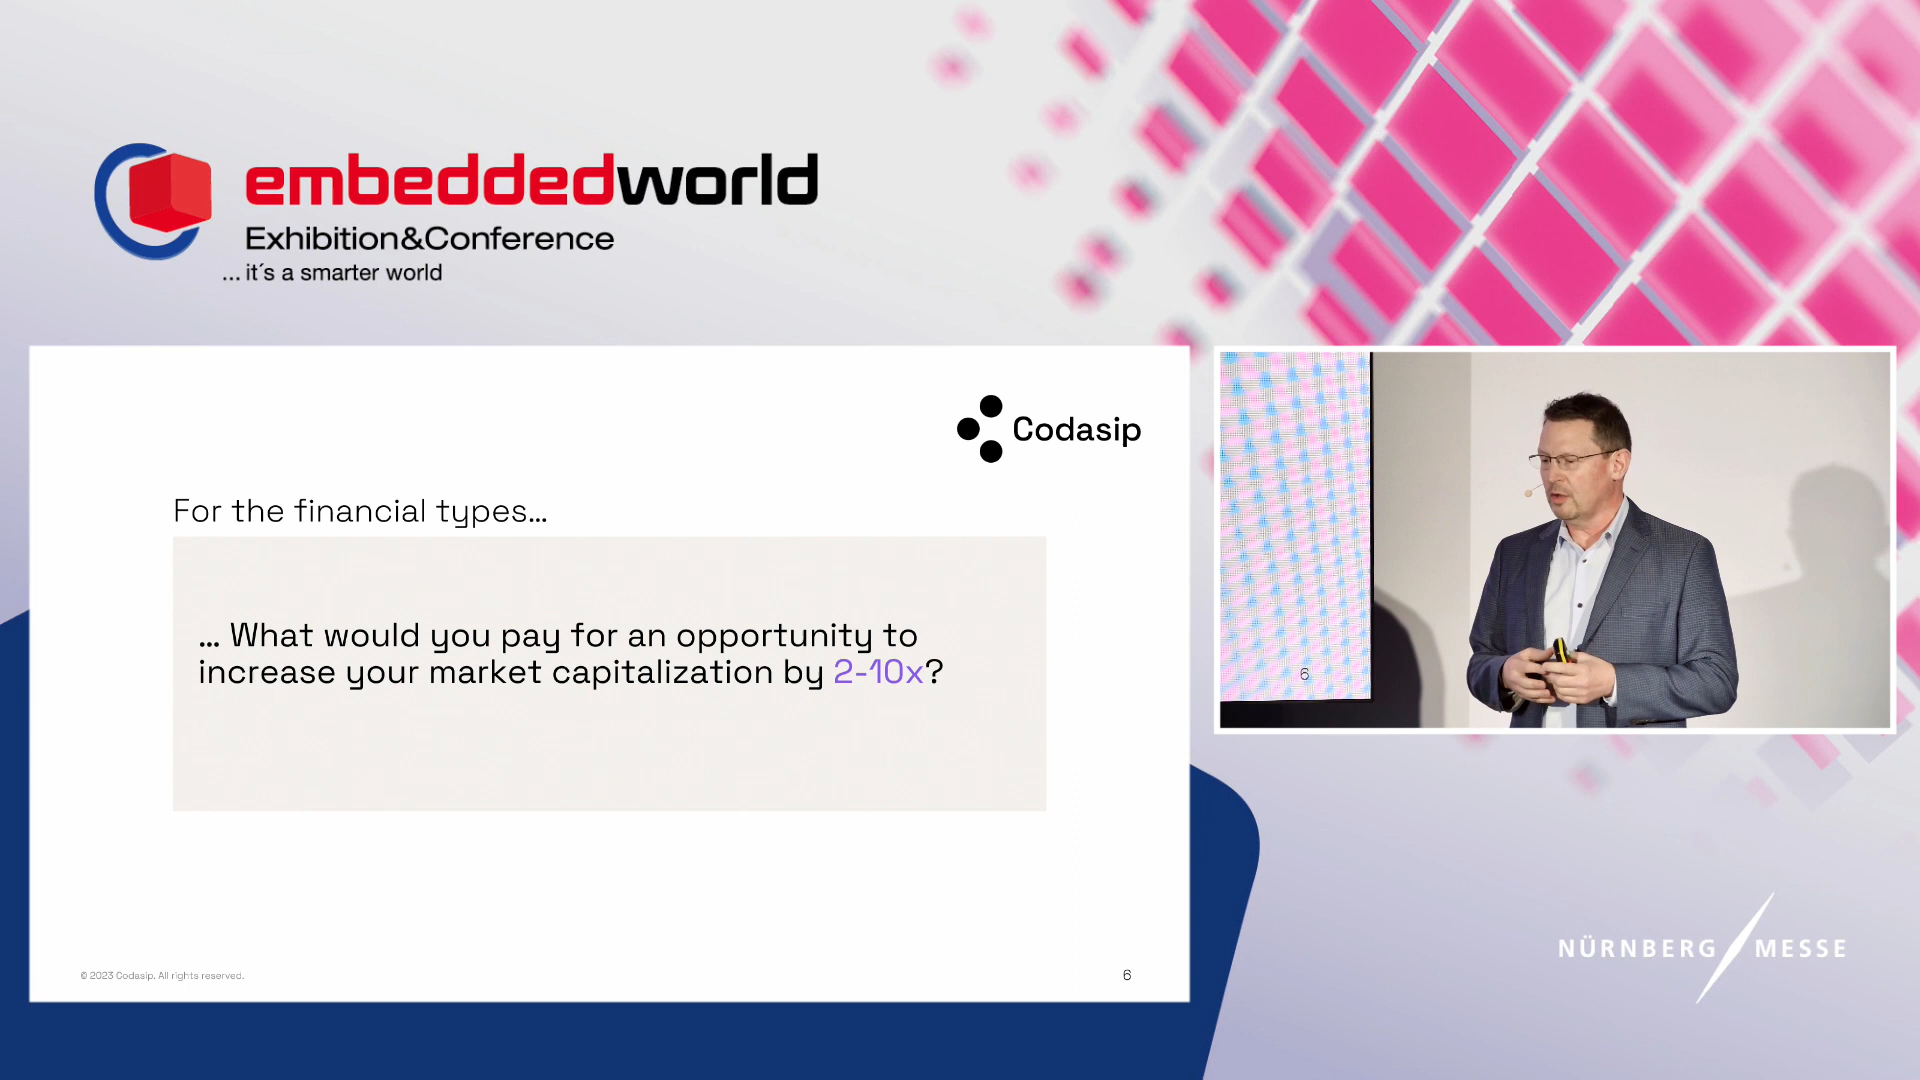 embeddedworld
Exhibition&Conference
... it´s a smarter world
Codasip
For the financial types...
... What would you pay for an opportunity to
increase your market capitalization by 2-10x?
© 2023 Codasip. All rights reserved.
6
6
NÜRNBERG MESSE